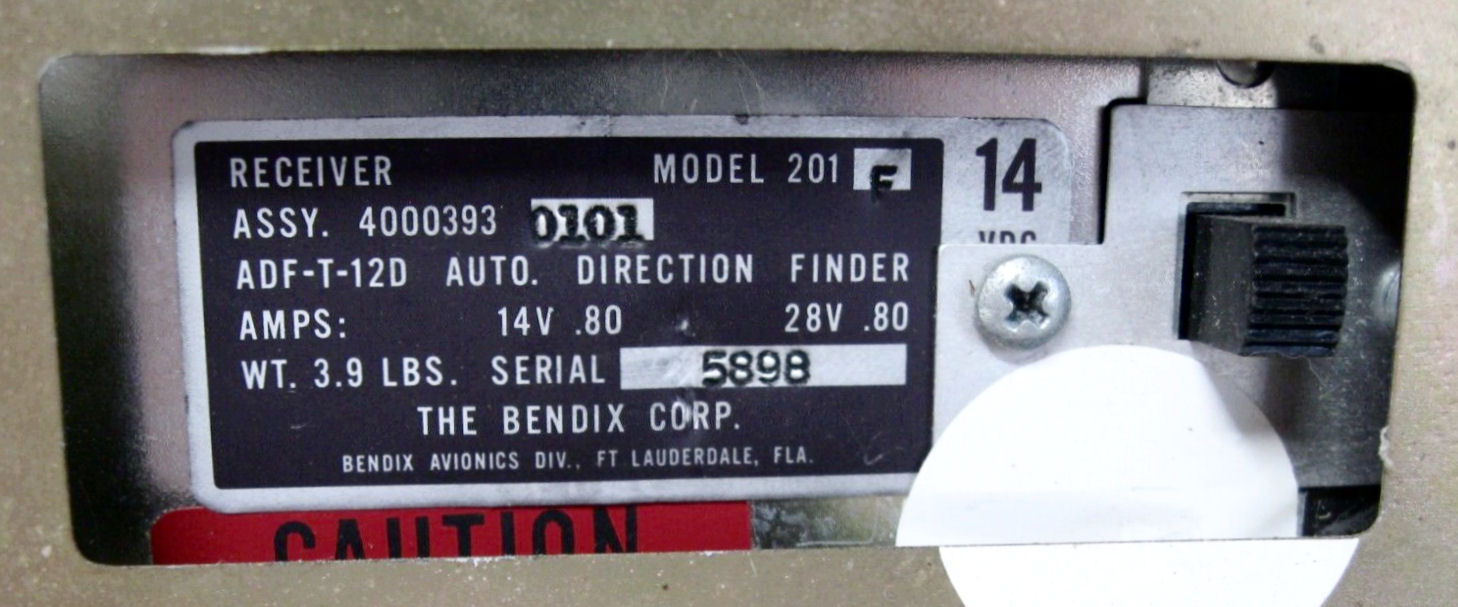 RECEIVER MODEL 201 F
ASSY. 4000393 0101
ADF-T-12D AUTO. DIRECTION FINDER
AMPS: 14V .80 28V .80
WT. 3.9 LBS. SERIAL 5898
THE BENDIX CORP.
BENDIX AVIONICS DIV., FT LAUDERDALE, FLA.
14
VDC
CAUTION